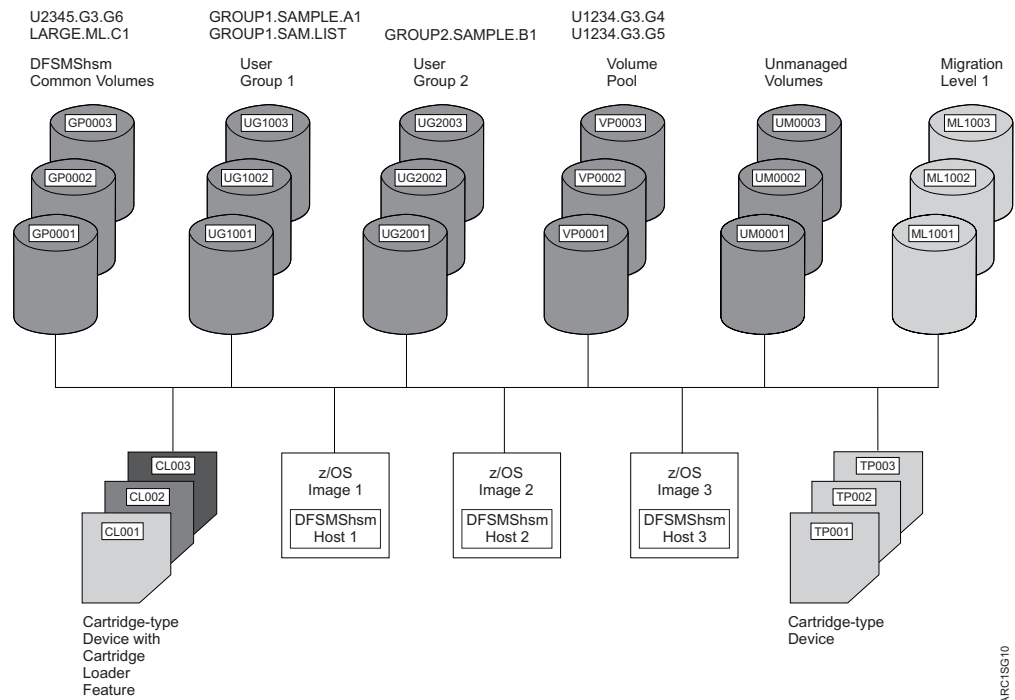 U2345.G3.G6
LARGE.ML.C1
GROUP1.SAMPLE.A1
GROUP1.SAM.LIST
GROUP2.SAMPLE.B1
U1234.G3.G4
U1234.G3.G5
DFSMShsm
Common Volumes
User
Group 1
User
Group 2
Volume
Pool
Unmanaged
Volumes
Migration
Level 1
GP0003
UG1003
UG2003
VP0003
UM0003
ML1003
GP0002
UG1002
UG2002
VP0002
UM0002
ML1002
GP0001
UG1001
UG2001
VP0001
UM0001
ML1001
CL003
CL002
CL001
z/OS
Image 1
DFSMShsm
Host 1
z/OS
Image 2
DFSMShsm
Host 2
z/OS
Image 3
DFSMShsm
Host 3
TP003
TP002
TP001
Cartridge-type
Device with
Cartridge
Loader
Feature
Cartridge-type
Device
ARC1SG10